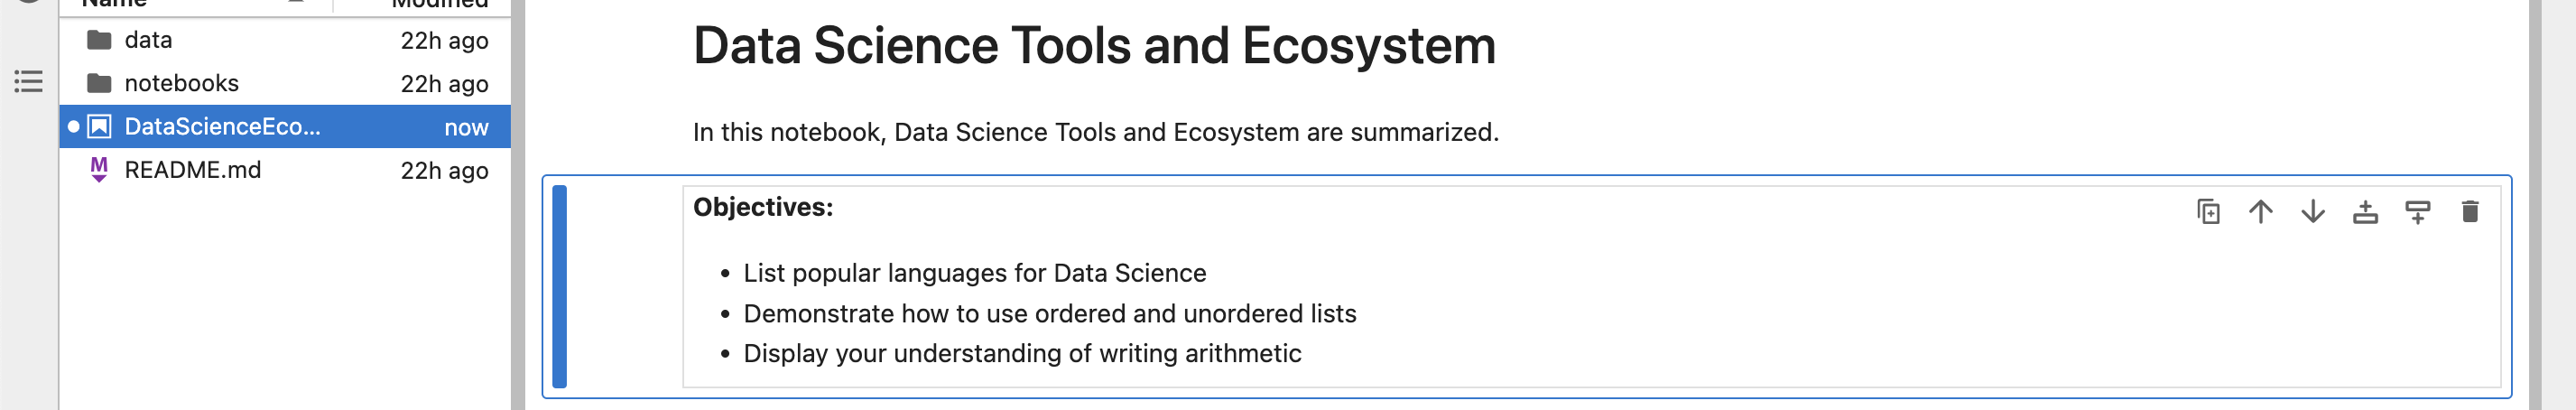 Name Modified
data 22h ago
notebooks 22h ago
DataScienceEco... now
README.md 22h ago
Data Science Tools and Ecosystem
In this notebook, Data Science Tools and Ecosystem are summarized.
Objectives:
• List popular languages for Data Science
• Demonstrate how to use ordered and unordered lists
• Display your understanding of writing arithmetic